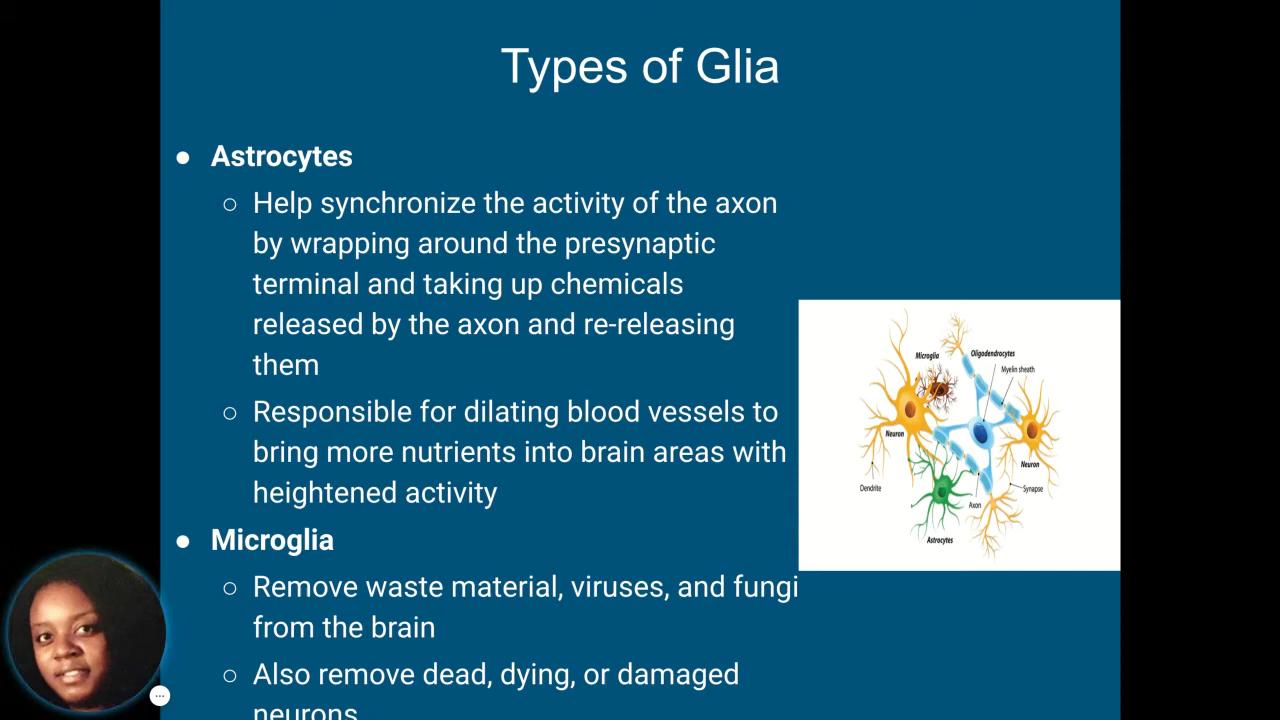 Types of Glia
● Astrocytes
○ Help synchronize the activity of the axon
by wrapping around the presynaptic
terminal and taking up chemicals
released by the axon and re-releasing
them
○ Responsible for dilating blood vessels to
bring more nutrients into brain areas with
heightened activity
● Microglia
○ Remove waste material, viruses, and fungi
from the brain
○ Also remove dead, dying, or damaged
neurons
Microglia
Oligodendrocytes
Myelin sheath
Neuron
Neuron
Dendrite
Synapse
Axon
Astrocytes